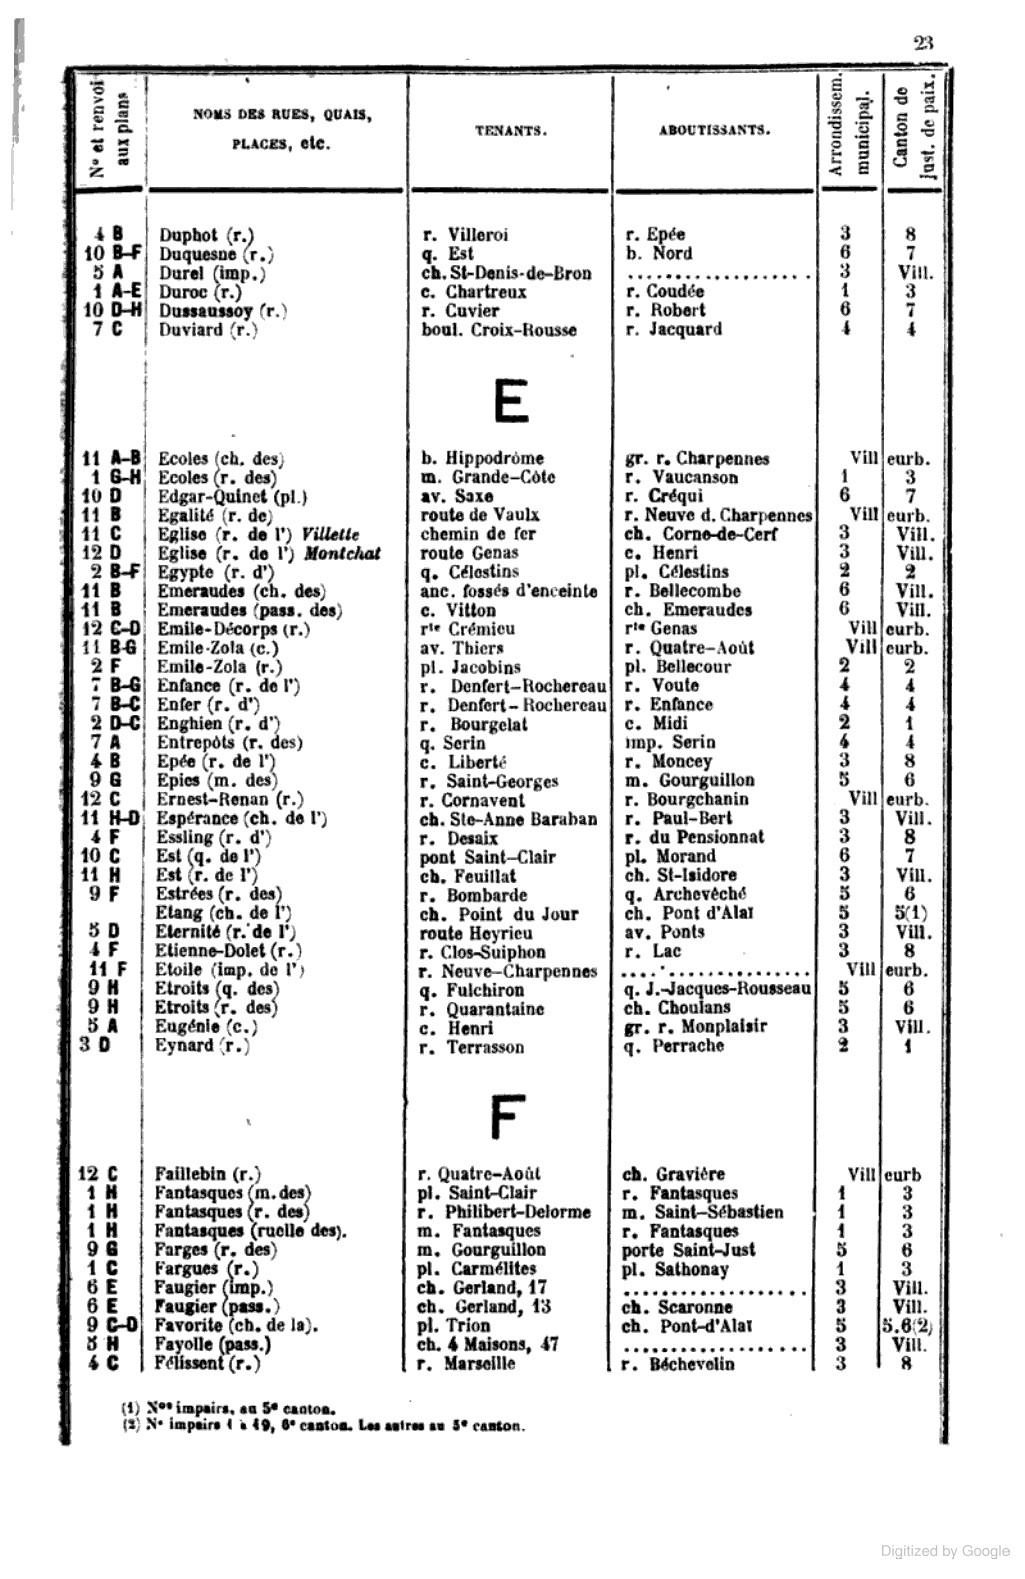 23
Nº et renvoi aux plans | NOMS DES RUES, QUAIS, PLACES, etc. | TENANTS. | ABOUTISSANTS. | Arrondissem. municipal. | Canton de just. de paix.
4 B Duphot (r.) r. Villeroi r. Epée 3 8
10 B-F Duquesne (r.) q. Est b. Nord 6 7
5 A Durel (imp.) ch. St-Denis-de-Bron ................... 3 Vill.
1 A-E Duroc (r.) c. Chartreux r. Coudée 1 3
10 D-H Dussaussoy (r.) r. Cuvier r. Robert 6 7
7 C Duviard (r.) boul. Croix-Rousse r. Jacquard 4 4
E
11 A-B Ecoles (ch. des) b. Hippodrome gr. r. Charpennes Vill eurb.
1 G-H Ecoles (r. des) m. Grande-Côte r. Vaucanson 1 3
10 D Edgar-Quinet (pl.) av. Saxe r. Créqui 6 7
11 B Egalité (r. de) route de Vaulx r. Neuve d. Charpennes Vill eurb.
11 C Eglise (r. de l') Villette chemin de fer ch. Corne-de-Cerf 3 Vill.
12 D Eglise (r. de l') Montchat route Genas c. Henri 3 Vill.
2 B-F Egypte (r. d') q. Célestins pl. Célestins 2 2
11 B Emeraudes (ch. des) anc. fossés d'enceinte r. Bellecombe 6 Vill.
11 B Emeraudes (pass. des) c. Vitton ch. Emeraudes 6 Vill.
12 C-D Emile-Décorps (r.) rte Crémieu rte Genas Vill eurb.
11 B-G Emile-Zola (c.) av. Thiers r. Quatre-Août Vill eurb.
2 F Emile-Zola (r.) pl. Jacobins pl. Bellecour 2 2
7 B-G Enfance (r. de l') r. Denfert-Rochereau r. Voute 4 4
7 B-C Enfer (r. d') r. Denfert-Rochereau r. Enfance 4 4
2 D-C Enghien (r. d') r. Bourgelat c. Midi 2 1
7 A Entrepôts (r. des) q. Serin imp. Serin 4 4
4 B Epée (r. de l') c. Liberté r. Moncey 3 8
9 G Epies (m. des) r. Saint-Georges m. Gourguillon 5 6
12 C Ernest-Renan (r.) r. Cornavent r. Bourgchanin Vill eurb.
11 H-D Espérance (ch. de l') ch. Ste-Anne Baraban r. Paul-Bert 3 Vill.
4 F Essling (r. d') r. Desaix r. du Pensionnat 3 8
10 C Est (q. de l') pont Saint-Clair pl. Morand 6 7
11 H Est (r. de l') ch. Feuillat ch. St-Isidore 3 Vill.
9 F Estrées (r. des) r. Bombarde q. Archevêché 5 6
Etang (ch. de l') ch. Point du Jour ch. Pont d'Alaï 5 5(1)
5 D Eternité (r. de l') route Heyrieu av. Ponts 3 Vill.
4 F Etienne-Dolet (r.) r. Clos-Suiphon r. Lac 3 8
11 F Etoile (imp. de l') r. Neuve-Charpennes ................... Vill eurb.
9 H Etroits (q. des) q. Fulchiron q. J.-Jacques-Rousseau 5 6
9 H Etroits (r. des) r. Quarantaine ch. Choulans 5 6
5 A Eugénie (c.) c. Henri gr. r. Monplaisir 3 Vill.
3 D Eynard (r.) r. Terrasson q. Perrache 2 1
F
12 C Faillebin (r.) r. Quatre-Août ch. Gravière Vill eurb
1 H Fantasques (m. des) pl. Saint-Clair r. Fantasques 1 3
1 H Fantasques (r. des) r. Philibert-Delorme m. Saint-Sébastien 1 3
1 H Fantasques (ruelle des). m. Fantasques r. Fantasques 1 3
9 G Farges (r. des) m. Gourguillon porte Saint-Just 5 6
1 C Fargues (r.) pl. Carmélites pl. Sathonay 1 3
6 E Faugier (imp.) ch. Gerland, 17 ................... 3 Vill.
6 E Faugier (pass.) ch. Gerland, 13 ch. Scaronne 3 Vill.
9 C-D Favorite (ch. de la). pl. Trion ch. Pont-d'Alaï 5 5.6(2)
5 H Fayolle (pass.) ch. 4 Maisons, 47 ................... 3 Vill.
4 C Félissent (r.) r. Marseille r. Béchevelin 3 8
(1) Nos impairs, au 5e canton.
(2) Nº impairs 1 à 19, 6e canton. Les autres au 5e canton.
Digitized by Google